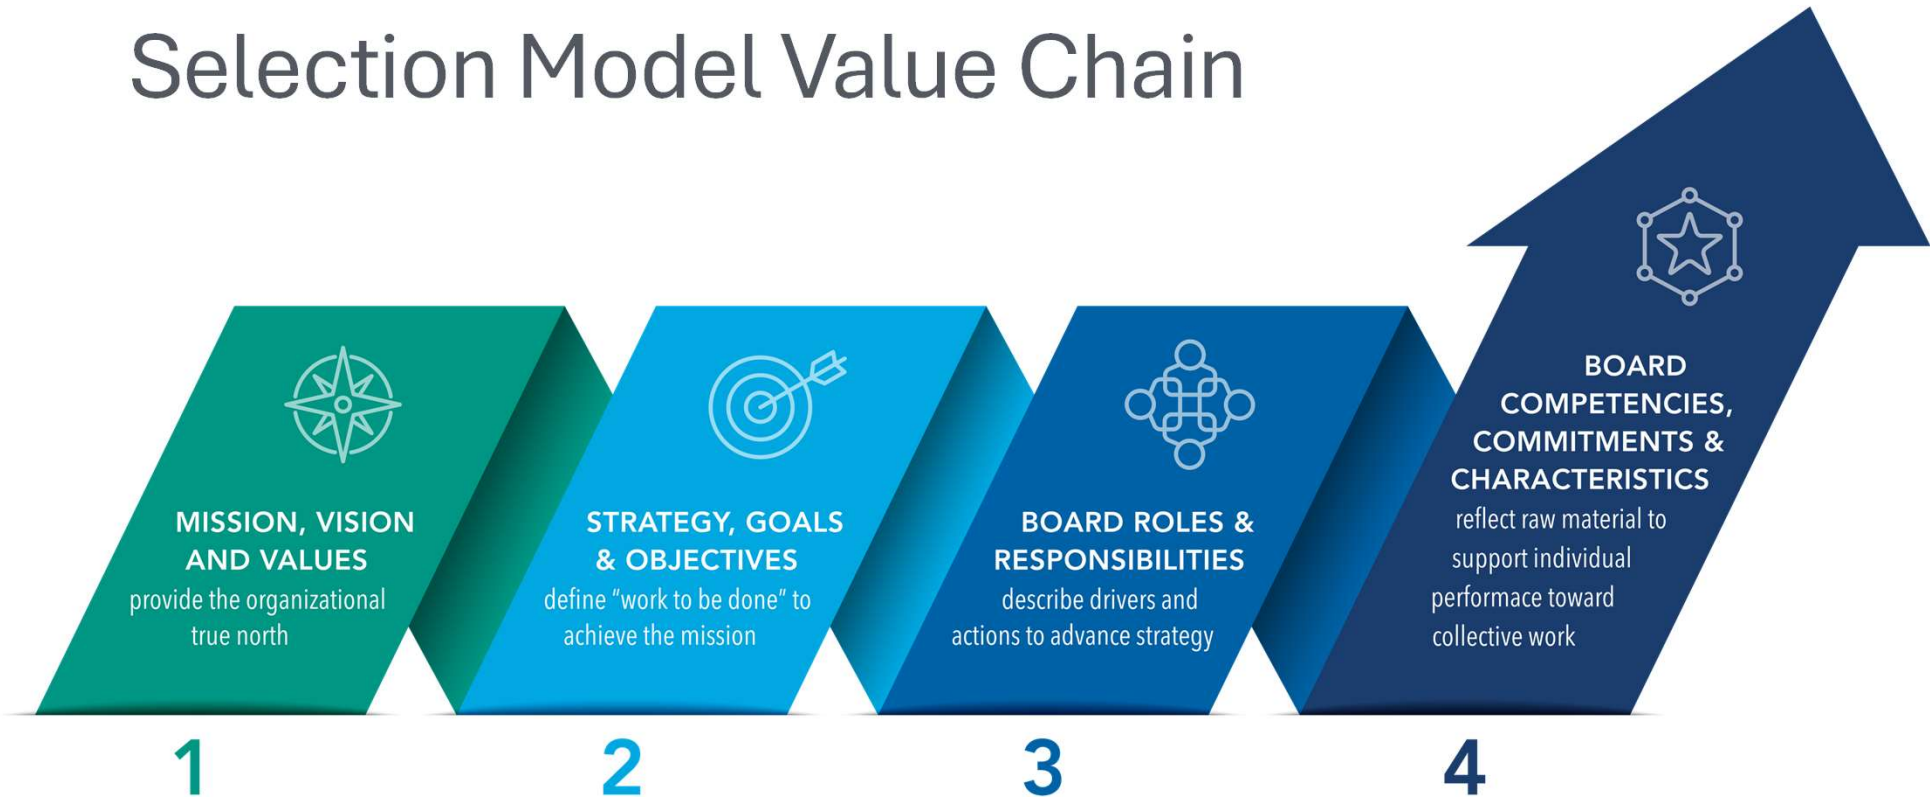 Selection Model Value Chain
MISSION, VISION
AND VALUES
provide the organizational
true north
1
STRATEGY, GOALS
& OBJECTIVES
define “work to be done” to
achieve the mission
2
BOARD ROLES &
RESPONSIBILITIES
describe drivers and
actions to advance strategy
3
BOARD
COMPETENCIES,
COMMITMENTS &
CHARACTERISTICS
reflect raw material to
support individual
performace toward
collective work
4